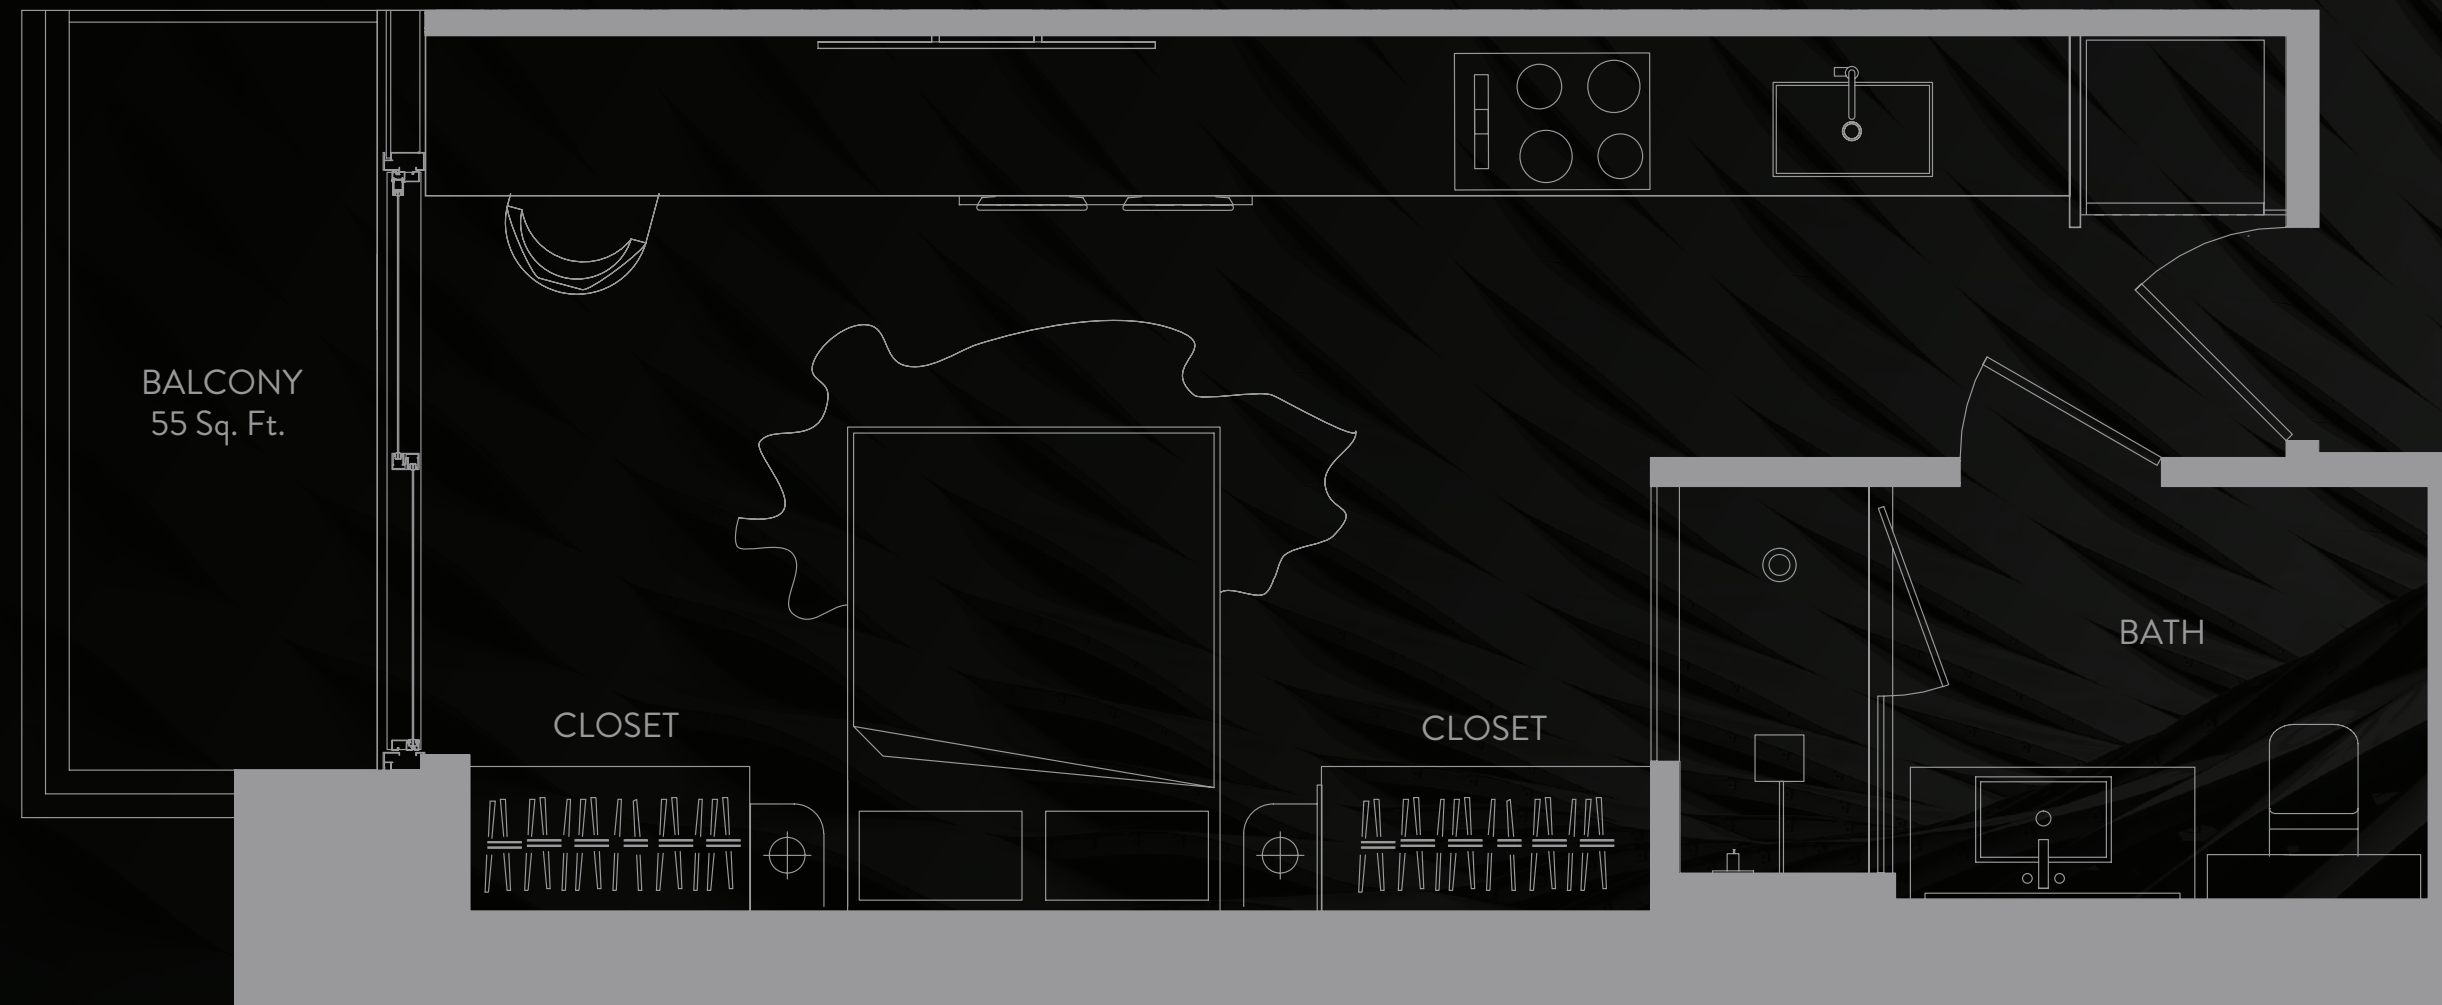 BALCONY
55 Sq. Ft.
CLOSET
CLOSET
BATH